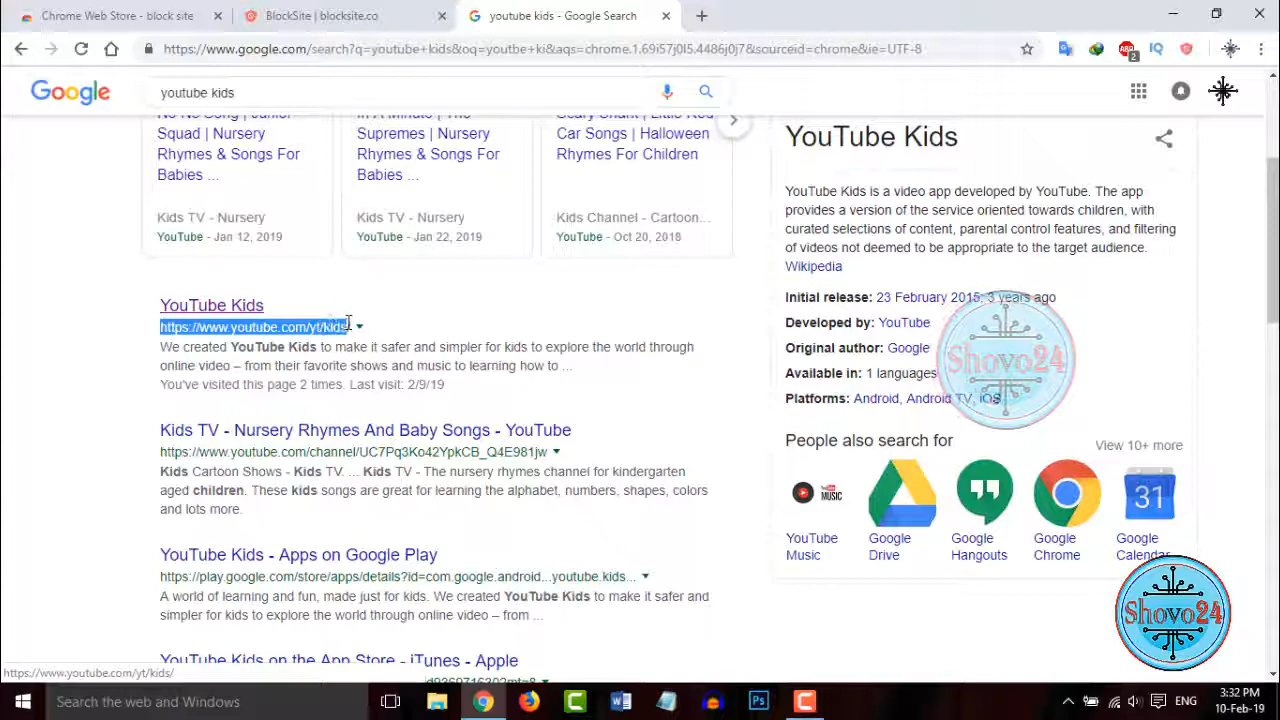 Chrome Web Store - block site
BlockSite | blocksite.co
youtube kids - Google Search
https://www.google.com/search?q=youtube+kids&oq=youtbe+ki&aqs=chrome.1.69i57j0l5.4486j0j7&sourceid=chrome&ie=UTF-8
ABP
2
IQ
Google
youtube kids
Squad | Nursery
Rhymes & Songs For
Babies ...
Kids TV - Nursery
YouTube - Jan 12, 2019
In A Minute | The
Supremes | Nursery
Rhymes & Songs For
Babies ...
Kids TV - Nursery
YouTube - Jan 22, 2019
Scary Shark | Little Red
Car Songs | Halloween
Rhymes For Children
Kids Channel - Cartoon...
YouTube - Oct 20, 2018
YouTube Kids
https://www.youtube.com/yt/kids
We created YouTube Kids to make it safer and simpler for kids to explore the world through
online video – from their favorite shows and music to learning how to ...
You've visited this page 2 times. Last visit: 2/9/19
Kids TV - Nursery Rhymes And Baby Songs - YouTube
https://www.youtube.com/channel/UC7Pq3Ko42YpkCB_Q4E981jw
Kids Cartoon Shows - Kids TV. ... Kids TV - The nursery rhymes channel for kindergarten
aged children. These kids songs are great for learning the alphabet, numbers, shapes, colors
and lots more.
YouTube Kids - Apps on Google Play
https://play.google.com/store/apps/details?id=com.google.android...youtube.kids...
A world of learning and fun, made just for kids. We created YouTube Kids to make it safer and
simpler for kids to explore the world through online video – from ...
YouTube Kids on the App Store - iTunes - Apple
https://www.youtube.com/yt/kids/
YouTube Kids
YouTube Kids is a video app developed by YouTube. The app
provides a version of the service oriented towards children, with
curated selections of content, parental control features, and filtering
of videos not deemed to be appropriate to the target audience.
Wikipedia
Initial release: 23 February 2015; 3 years ago
Developed by: YouTube
Original author: Google
Available in: 1 languages
Platforms: Android, Android TV, iOS
Shovo24
People also search for
View 10+ more
MUSIC
31
YouTube
Music
Google
Drive
Google
Hangouts
Google
Chrome
Google
Calendar
Shovo24
Search the web and Windows
Ps
ENG
3:32 PM
10-Feb-19